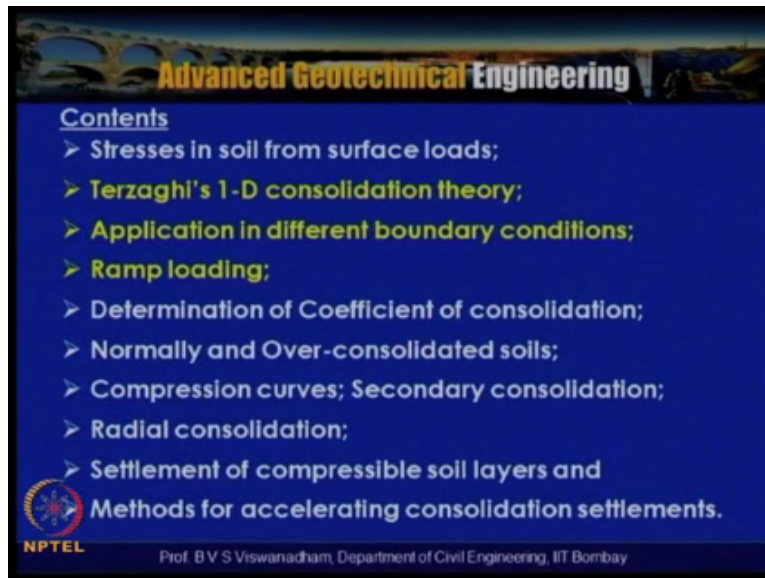 Advanced Geotechnical Engineering
Contents
➢ Stresses in soil from surface loads;
➢ Terzaghi's 1-D consolidation theory;
➢ Application in different boundary conditions;
➢ Ramp loading;
➢ Determination of Coefficient of consolidation;
➢ Normally and Over-consolidated soils;
➢ Compression curves; Secondary consolidation;
➢ Radial consolidation;
➢ Settlement of compressible soil layers and
➢ Methods for accelerating consolidation settlements.
NPTEL
Prof. B V S Viswanadham, Department of Civil Engineering, IIT Bombay